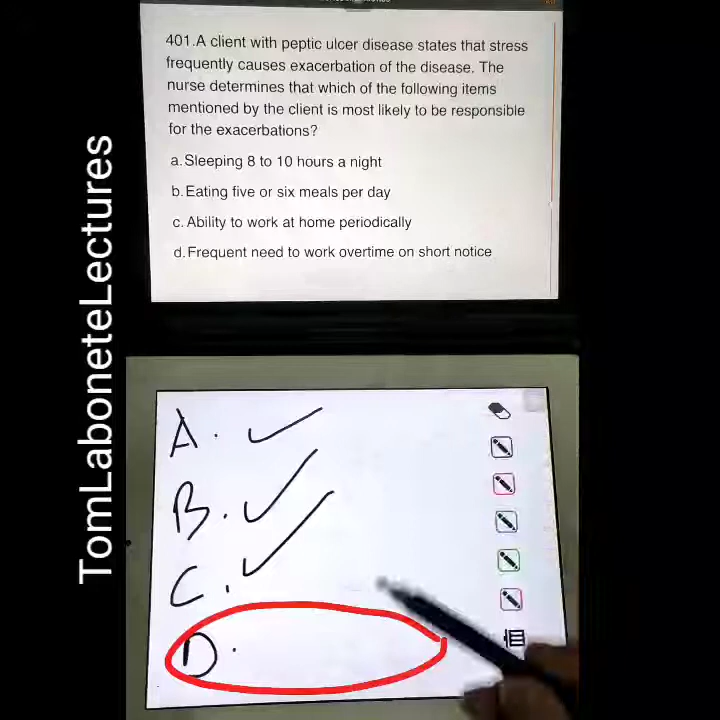 401.A client with peptic ulcer disease states that stress
frequently causes exacerbation of the disease. The
nurse determines that which of the following items
mentioned by the client is most likely to be responsible
for the exacerbations?
a. Sleeping 8 to 10 hours a night
b. Eating five or six meals per day
c. Ability to work at home periodically
d. Frequent need to work overtime on short notice
TomLaboneteLectures
A.
B.
C.
D.